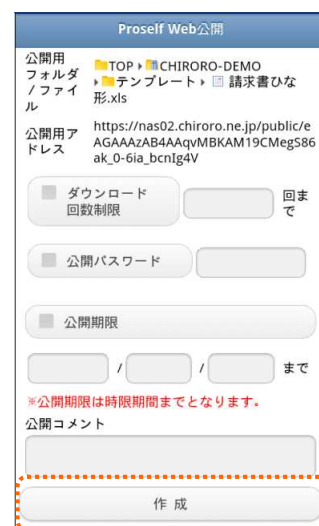 Proself Web公開
公開用
フォルダ
/ファイ
ル
TOP CHIRORO-DEMO
テンプレート 請求書ひな
形.xls
公開用ア
ドレス
https://nas02.chiroro.ne.jp/public/e
AGAAAzAB4AAqvMBKAM19CMegS86
ak_0-6ia_bcnIg4V
ダウンロード
回数制限
回ま
で
公開パスワード
公開期限
/ / まで
※公開期限は時限期間までとなります。
公開コメント
作 成